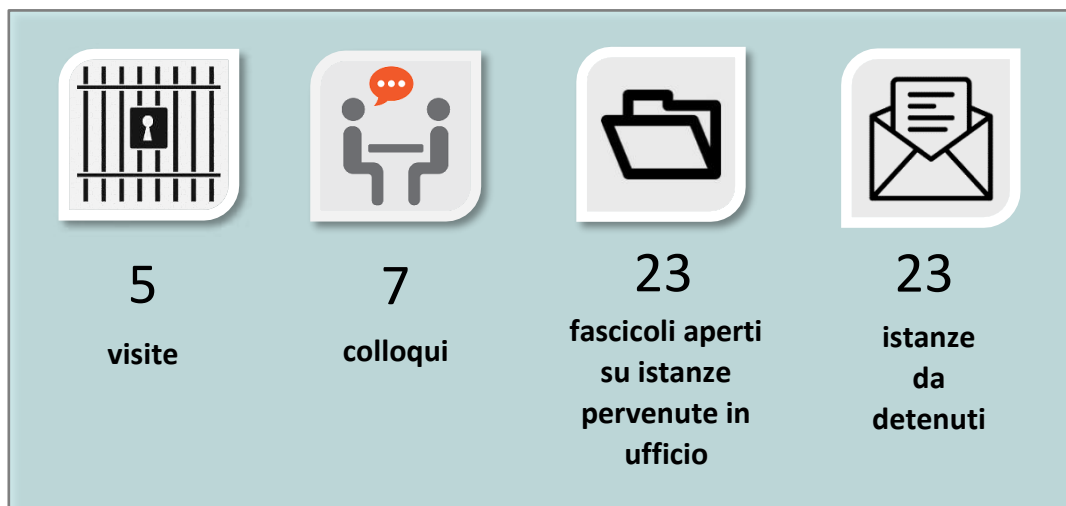 5
visite
7
colloqui
23
fascicoli aperti
su istanze
pervenute in
ufficio
23
istanze
da
detenuti